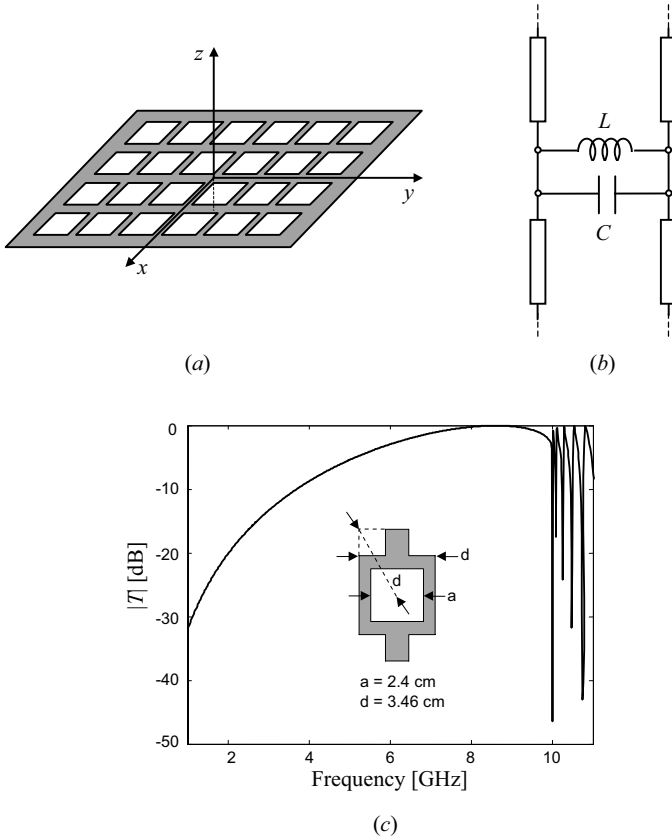 z
y
x
L
C
(a)
(b)
0
-10
-20
-30
-40
-50
|T| [dB]
d
d
a
a = 2.4 cm
d = 3.46 cm
2
4
6
8
10
Frequency [GHz]
(c)